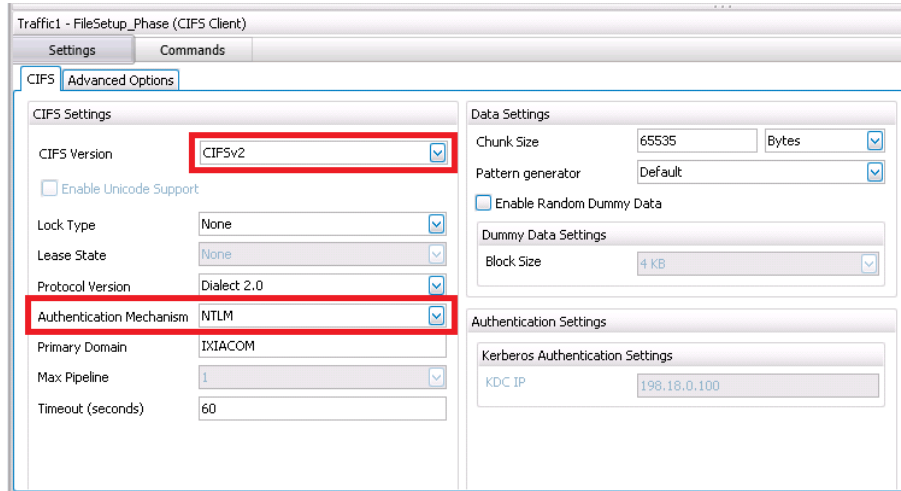 Traffic1 - FileSetup_Phase (CIFS Client)
Settings Commands
CIFS Advanced Options
CIFS Settings
CIFS Version CIFSv2
Enable Unicode Support
Lock Type None
Lease State None
Protocol Version Dialect 2.0
Authentication Mechanism NTLM
Primary Domain IXIACOM
Max Pipeline 1
Timeout (seconds) 60
Data Settings
Chunk Size 65535 Bytes
Pattern generator Default
Enable Random Dummy Data
Dummy Data Settings
Block Size 4 KB
Authentication Settings
Kerberos Authentication Settings
KDC IP 198.18.0.100